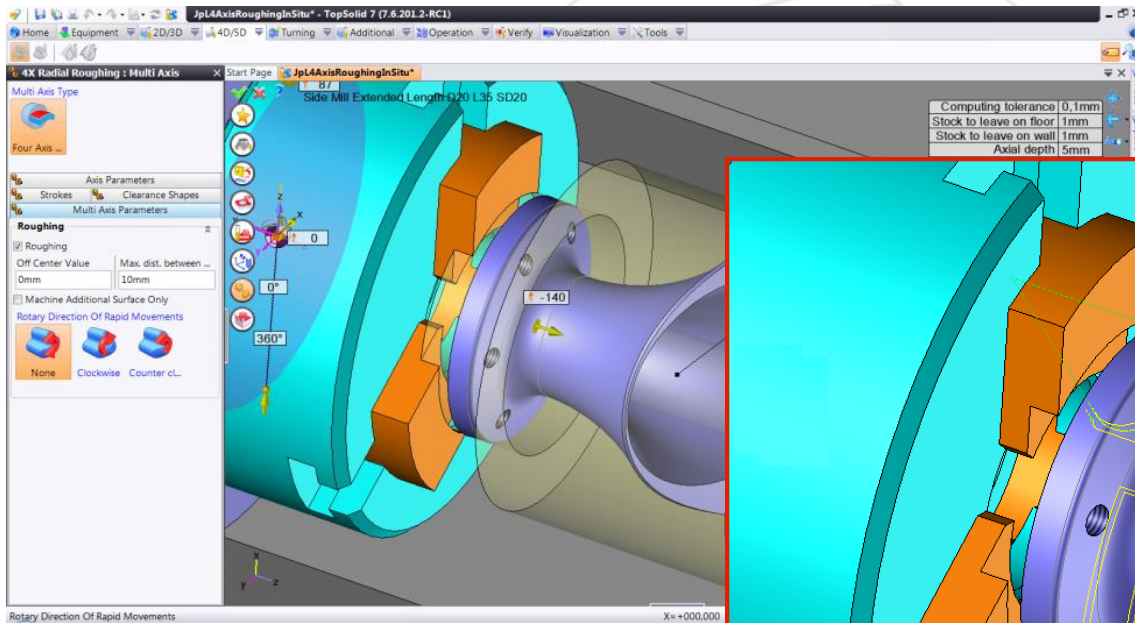 JpL4AxisRoughingInSitu* - TopSolid 7 (7.6.201.2-RC1)
Home Equipment 2D/3D 4D/5D Turning Additional Operation Verify Visualization Tools
4X Radial Roughing : Multi Axis
Start Page JpL4AxisRoughingInSitu*
Multi Axis Type
Four Axis ...
Axis Parameters
Strokes Clearance Shapes
Multi Axis Parameters
Roughing
Roughing
Off Center Value Max. dist. between ...
0mm 10mm
Machine Additional Surface Only
Rotary Direction Of Rapid Movements
None Clockwise Counter cl...
87
Side Mill Extended Length D20 L35 SD20
Computing tolerance 0,1mm
Stock to leave on floor 1mm
Stock to leave on wall 1mm
Axial depth 5mm
z
x
y
0
0°
360°
-140
x
y z
Rotary Direction Of Rapid Movements
X=+000,000